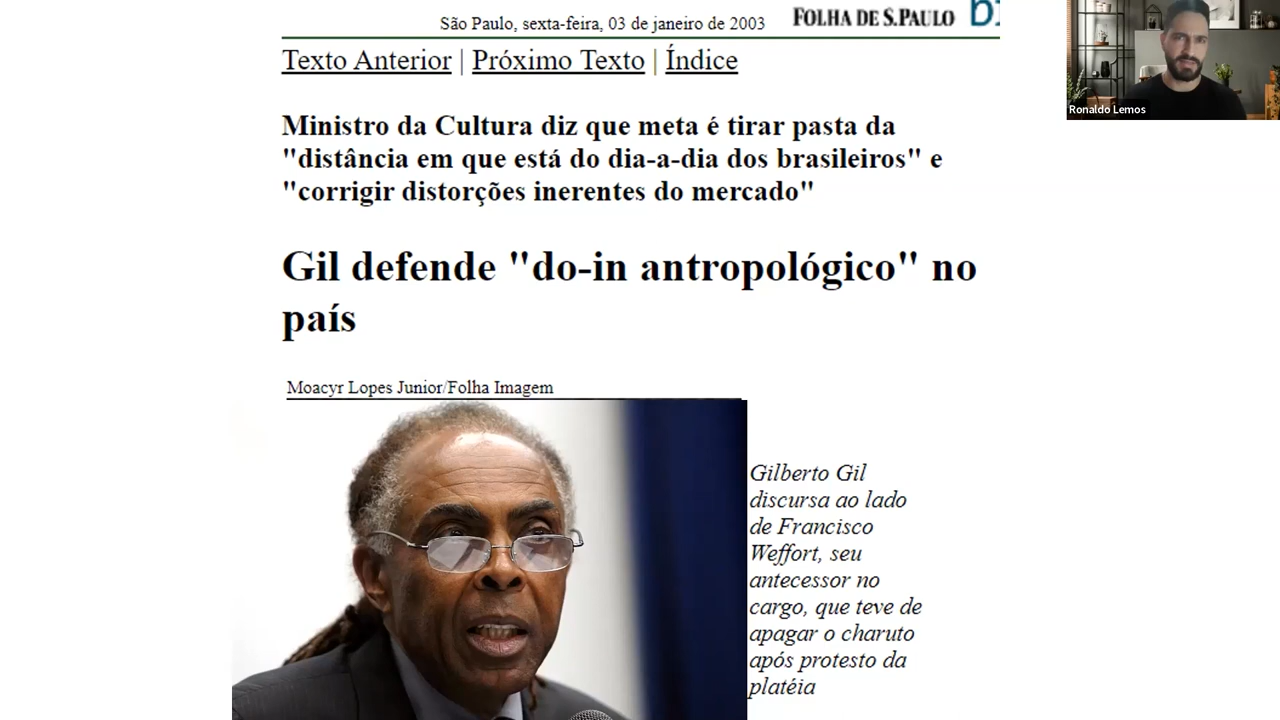 São Paulo, sexta-feira, 03 de janeiro de 2003
FOLHA DE S.PAULO
Texto Anterior | Próximo Texto | Índice
Ronaldo Lemos
Ministro da Cultura diz que meta é tirar pasta da
"distância em que está do dia-a-dia dos brasileiros" e
"corrigir distorções inerentes do mercado"
Gil defende "do-in antropológico" no
país
Moacyr Lopes Junior/Folha Imagem
Gilberto Gil
discursa ao lado
de Francisco
Weffort, seu
antecessor no
cargo, que teve de
apagar o charuto
após protesto da
platéia